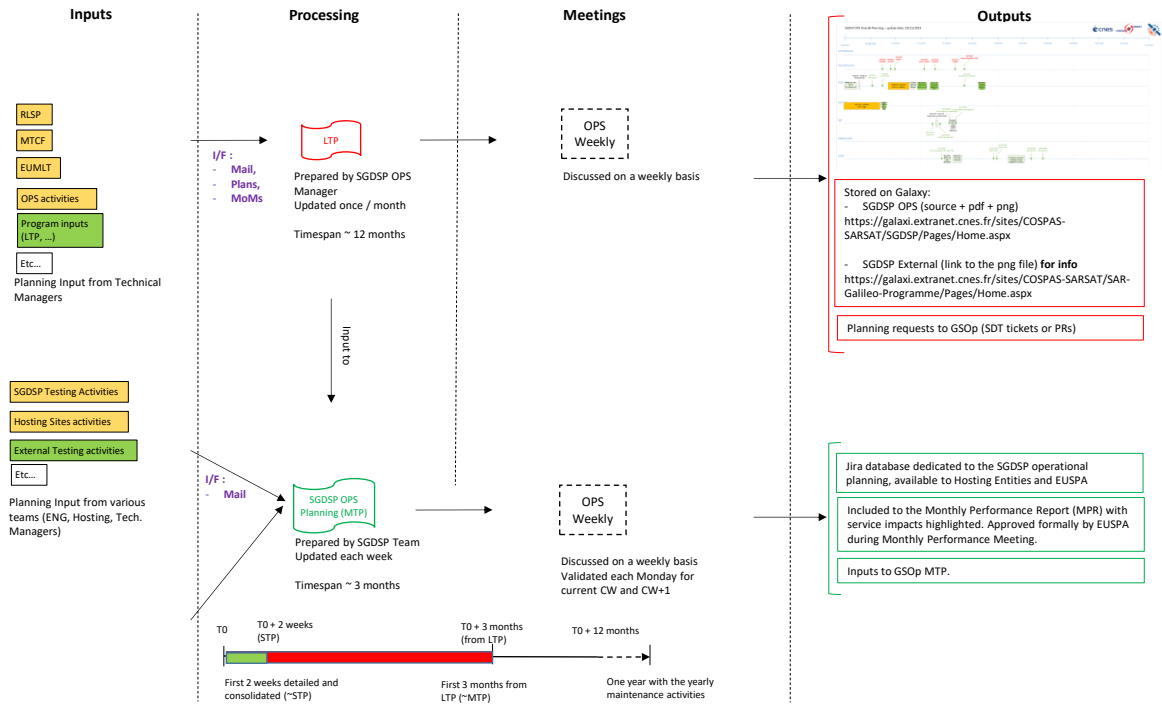 Inputs
Processing
Meetings
Outputs
cnes
RLSP
MTCF
EUMLT
OPS activities
Program inputs
(LTP, ...)
Etc...
Planning Input from Technical
Managers
I/F :
- Mail,
- Plans,
- MoMs
LTP
Prepared by SGDSP OPS
Manager
Updated once / month
Timespan ~ 12 months
OPS
Weekly
Discussed on a weekly basis
Stored on Galaxy:
- SGDSP OPS (source + pdf + png)
https://galaxi.extranet.cnes.fr/sites/COSPAS-
SARSAT/SGDSP/Pages/Home.aspx
- SGDSP External (link to the png file) for info
https://galaxi.extranet.cnes.fr/sites/COSPAS-SARSAT/SAR-
Galileo-Programme/Pages/Home.aspx
Planning requests to GSOp (SDT tickets or PRs)
Input to
SGDSP Testing Activities
Hosting Sites activities
External Testing activities
Etc...
Planning Input from various
teams (ENG, Hosting, Tech.
Managers)
I/F :
- Mail
SGDSP OPS
Planning (MTP)
Prepared by SGDSP Team
Updated each week
Timespan ~ 3 months
OPS
Weekly
Discussed on a weekly basis
Validated each Monday for
current CW and CW+1
Jira database dedicated to the SGDSP operational
planning, available to Hosting Entities and EUSPA
Included to the Monthly Performance Report (MPR) with
service impacts highlighted. Approved formally by EUSPA
during Monthly Performance Meeting.
Inputs to GSOp MTP.
T0
T0 + 2 weeks
(STP)
T0 + 3 months
(from LTP)
T0 + 12 months
First 2 weeks detailed and
consolidated (~STP)
First 3 months from
LTP (~MTP)
One year with the yearly
maintenance activities